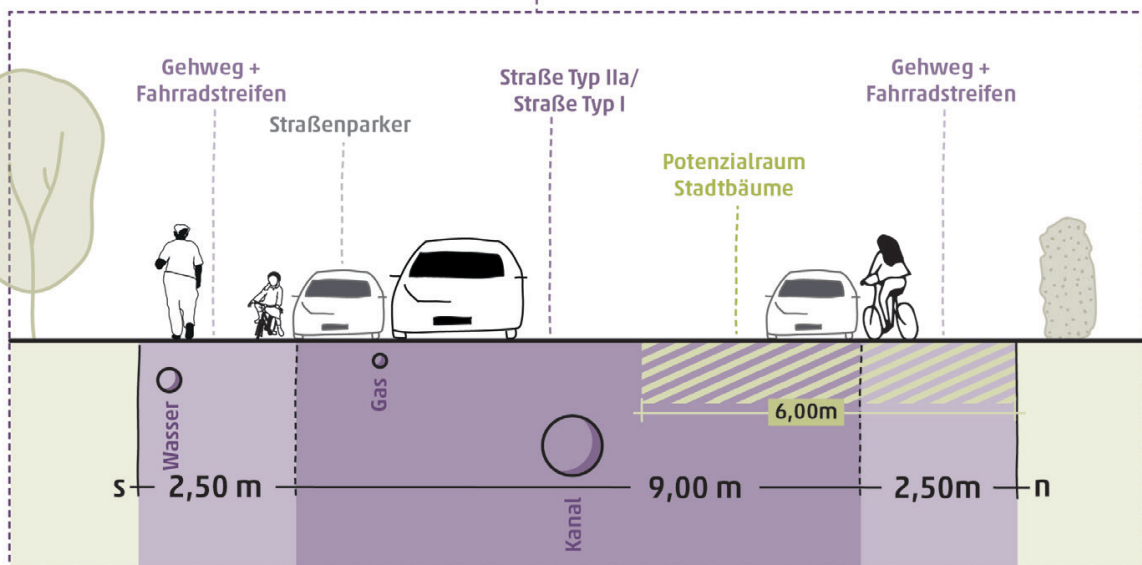 Gehweg +
Fahrradstreifen
Straßenparker
Straße Typ IIa/
Straße Typ I
Potenzialraum
Stadtbäume
Gehweg +
Fahrradstreifen
Wasser
Gas
Kanal
6,00m
s
2,50 m
9,00 m
2,50m
n